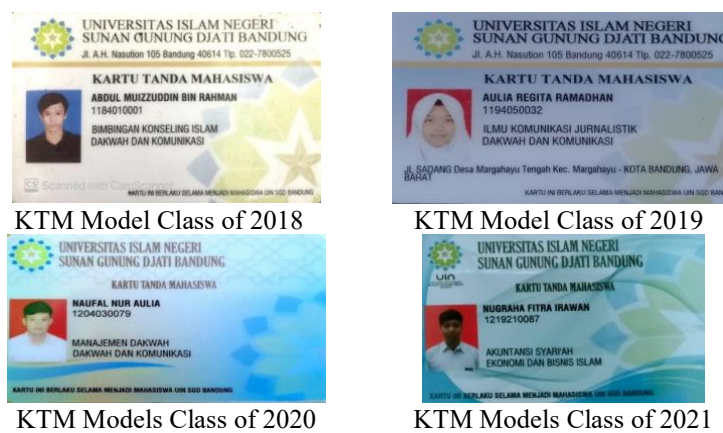 UNIVERSITAS ISLAM NEGERI
SUNAN GUNUNG DJATI BANDUNG
Jl. A.H. Nasution 105 Bandung 40614 Tlp. 022-7800525
KARTU TANDA MAHASISWA
ABDUL MUIZZUDDIN BIN RAHMAN
1184010001
BIMBINGAN KONSELING ISLAM
DAKWAH DAN KOMUNIKASI
CS Scanned with CamScanner
KARTU INI BERLAKU SELAMA MENJADI MAHASISWA UIN SGD BANDUNG
KTM Model Class of 2018
UNIVERSITAS ISLAM NEGERI
SUNAN GUNUNG DJATI BANDUNG
Jl. A.H. Nasution 105 Bandung 40614 Tlp. 022-7800525
KARTU TANDA MAHASISWA
AULIA REGITA RAMADHAN
1194050032
ILMU KOMUNIKASI JURNALISTIK
DAKWAH DAN KOMUNIKASI
JL SADANG Desa Margahayu Tengah Kec. Margahayu - KOTA BANDUNG, JAWA
BARAT
KARTU INI BERLAKU SELAMA MENJADI MAHASISWA UIN SGD BAN
KTM Model Class of 2019
UNIVERSITAS ISLAM NEGERI
SUNAN GUNUNG DJATI BANDUNG
KARTU TANDA MAHASISWA
NAUFAL NUR AULIA
1204030079
MANAJEMEN DAKWAH
DAKWAH DAN KOMUNIKASI
KARTU INI BERLAKU SELAMA MENJADI MAHASISWA UIN SGD BANDUNG
KTM Models Class of 2020
UNIVERSITAS ISLAM NEGERI
SUNAN GUNUNG DJATI BANDUNG
uin
KARTU TANDA MAHASISWA
NUGRAHA FITRA IRAWAN
1219210087
AKUNTANSI SYARI'AH
EKONOMI DAN BISNIS ISLAM
KARTU INI BERLAKU SELAMA MENJADI MAHASISWA UIN SGD BANDUNG
KTM Models Class of 2021